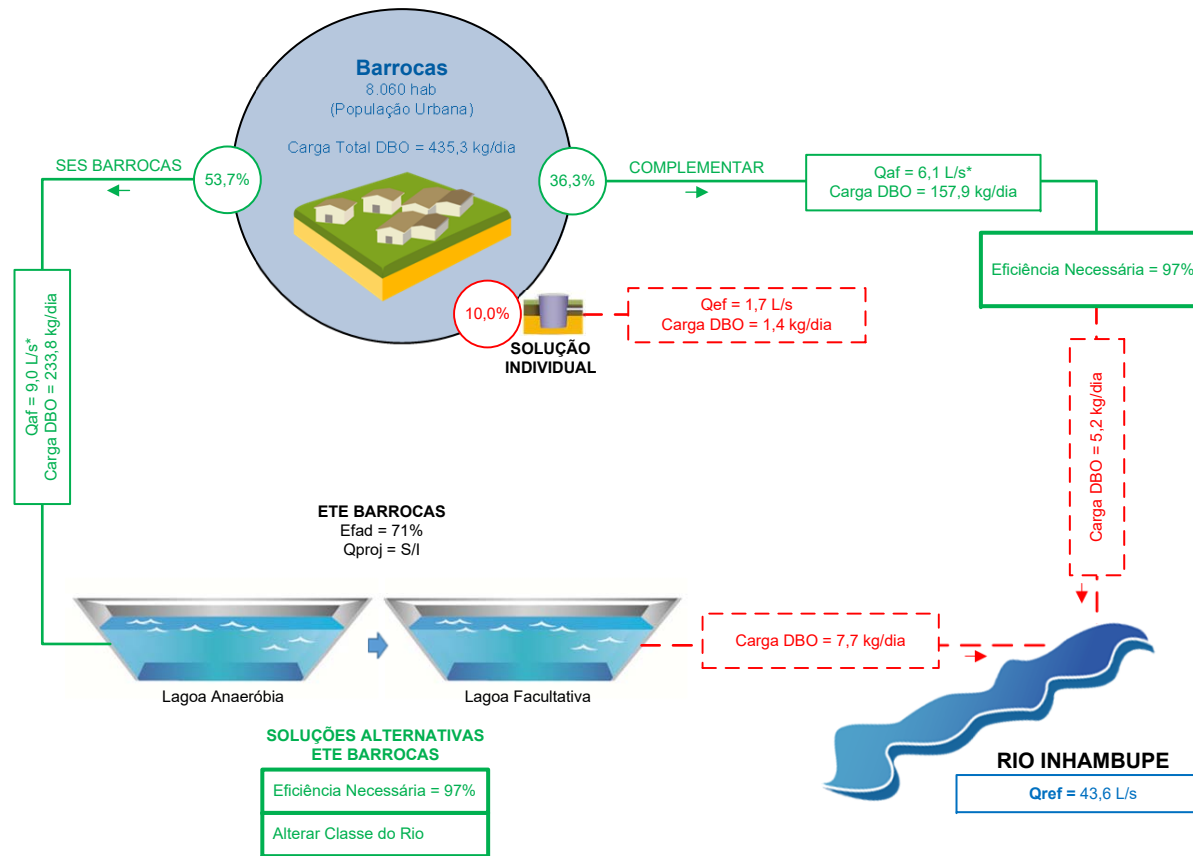 Barrocas
8.060 hab
(População Urbana)
Carga Total DBO = 435,3 kg/dia
SES BARROCAS
53,7%
36,3%
COMPLEMENTAR
Qaf = 6,1 L/s*
Carga DBO = 157,9 kg/dia
Eficiência Necessária = 97%
10,0%
Qef = 1,7 L/s
Carga DBO = 1,4 kg/dia
SOLUÇÃO
INDIVIDUAL
Qaf = 9,0 L/s*
Carga DBO = 233,8 kg/dia
Carga DBO = 5,2 kg/dia
ETE BARROCAS
Efad = 71%
Qproj = S/I
Carga DBO = 7,7 kg/dia
Lagoa Anaeróbia
Lagoa Facultativa
SOLUÇÕES ALTERNATIVAS
ETE BARROCAS
Eficiência Necessária = 97%
Alterar Classe do Rio
RIO INHAMBUPE
Qref = 43,6 L/s